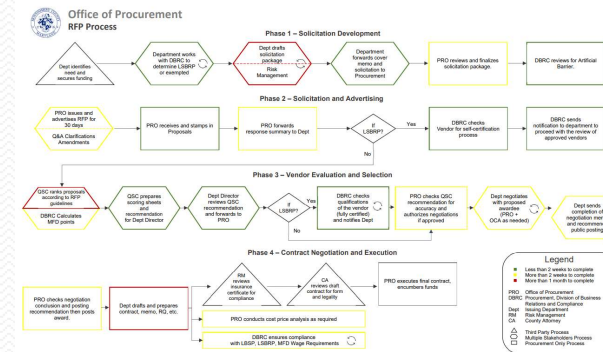 Office of Procurement
RFP Process
Phase 1 – Solicitation Development
Dept identifies
need and
secures funding
Department works
with DBRC to
determine LSBRP
or exempted
Dept drafts
solicitation
package
Risk
Management
Department
forwards cover
memo and
solicitation to
Procurement
PRO reviews and finalizes
solicitation package.
DBRC reviews for Artificial
Barrier.
Phase 2 – Solicitation and Advertising
PRO issues and
advertises RFP for
30 days
Q&A Clarifications
Amendments
PRO receives and stamps in
Proposals
PRO forwards
response summary to Dept
If
LSBRP?
Yes
No
DBRC checks
Vendor for self-certification
process
DBRC sends
notification to department to
proceed with the review of
approved vendors
Phase 3 – Vendor Evaluation and Selection
QSC ranks proposals
according to RFP
guidelines
DBRC Calculates
MFD points
QSC prepares
scoring sheets
and
recommendation
for Dept Director
Dept Director
reviews QSC
recommendation
and forwards to
PRO
If
LSBRP?
Yes
No
DBRC checks
qualifications
of the vendor
(fully certified)
and notifies Dept
PRO checks QSC
recommendation for
accuracy and
authorizes negotiations
if approved
Dept negotiates
with proposed
awardee
(PRO +
OCA as needed)
Dept sends
completion of
negotiation mem
and recommend
public posting
Phase 4 – Contract Negotiation and Execution
PRO checks negotiation
conclusion and posting
recommendation then posts
award.
Dept drafts and prepares
contract, memo, RQ, etc.
RM
reviews
insurance
certificate for
compliance
CA
reviews draft
contract for form
and legality
PRO executes final contract,
encumbers funds
PRO conducts cost price analysis as required
DBRC ensures compliance
with LBSP, LSBRP, MFD Wage Requirements
Legend
Less than 2 weeks to complete
More than 2 weeks to complete
More than 1 month to complete
PRO Office of Procurement
DBRC Procurement, Division of Business
Relations and Compliance
Dept Issuing Department
RM Risk Management
CA County Attorney
Third Party Process
Multiple Stakeholders Process
Procurement Only Process